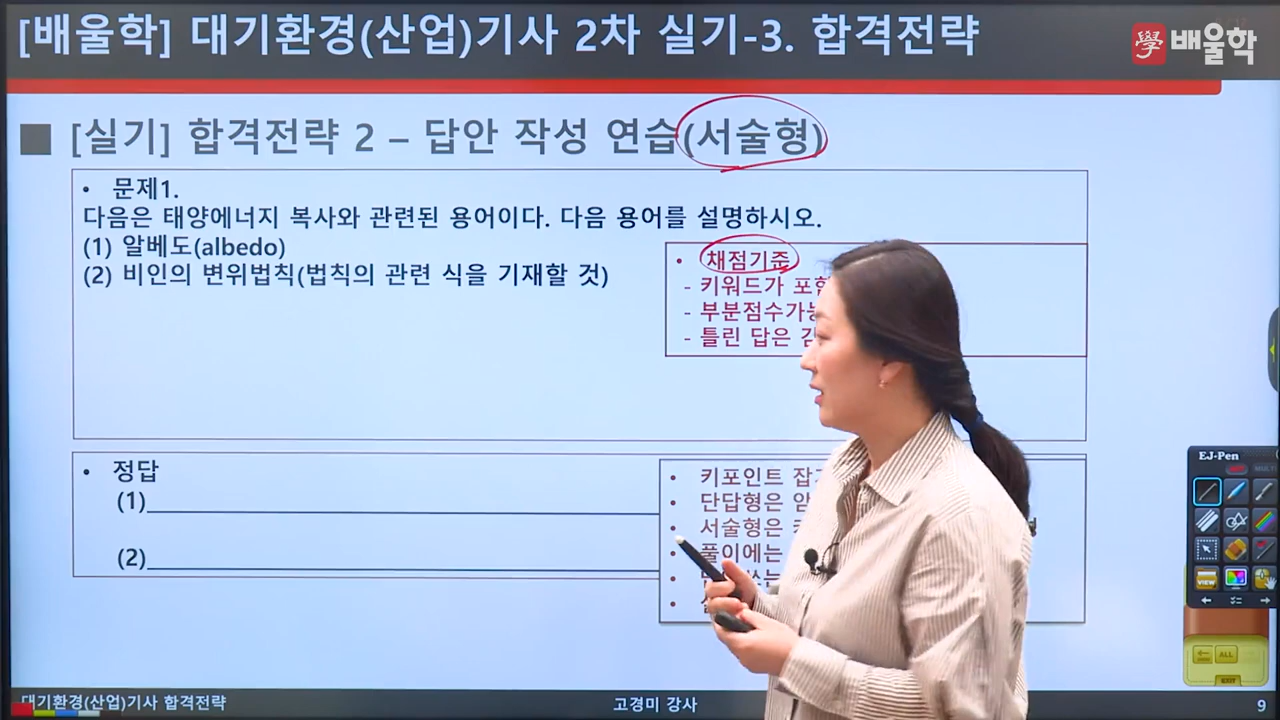 [배울학] 대기환경(산업)기사 2차 실기-3. 합격전략
學 배울학
■ [실기] 합격전략 2 – 답안 작성 연습(서술형)
• 문제1.
다음은 태양에너지 복사와 관련된 용어이다. 다음 용어를 설명하시오.
(1) 알베도(albedo)
(2) 비인의 변위법칙(법칙의 관련 식을 기재할 것)
• 채점기준
- 키워드가
- 부분점수가능
- 틀린 답은
• 정답
(1)
(2)
• 키포인트
• 단답형은
• 서술형은
• 풀이에는
EJ-Pen
MULTI
VIEW
ALL
EXIT
대기환경(산업)기사 합격전략
고경미 강사
9